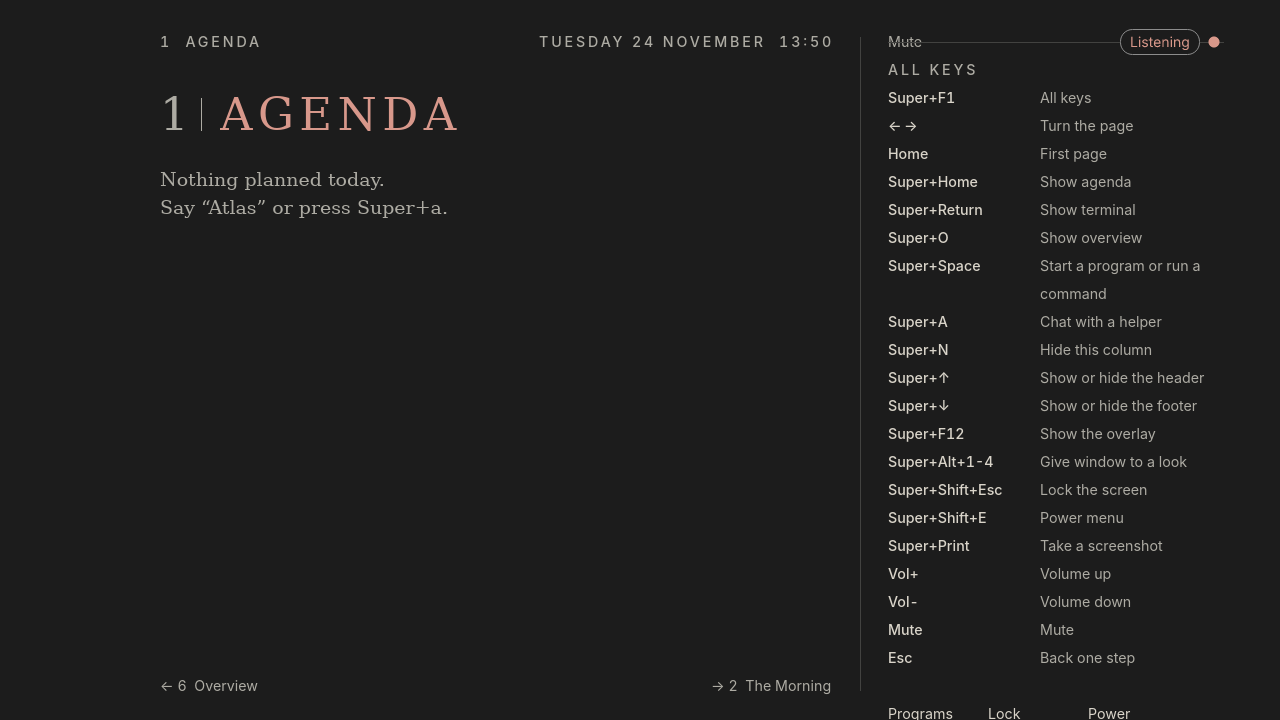 1 AGENDA
TUESDAY 24 NOVEMBER 13:50
1 AGENDA
Nothing planned today.
Say “Atlas” or press Super+a.
← 6 Overview
→ 2 The Morning
Mute
Listening
ALL KEYS
Super+F1 All keys
← → Turn the page
Home First page
Super+Home Show agenda
Super+Return Show terminal
Super+O Show overview
Super+Space Start a program or run a
command
Super+A Chat with a helper
Super+N Hide this column
Super+↑ Show or hide the header
Super+↓ Show or hide the footer
Super+F12 Show the overlay
Super+Alt+1-4 Give window to a look
Super+Shift+Esc Lock the screen
Super+Shift+E Power menu
Super+Print Take a screenshot
Vol+ Volume up
Vol- Volume down
Mute Mute
Esc Back one step
Programs Lock Power